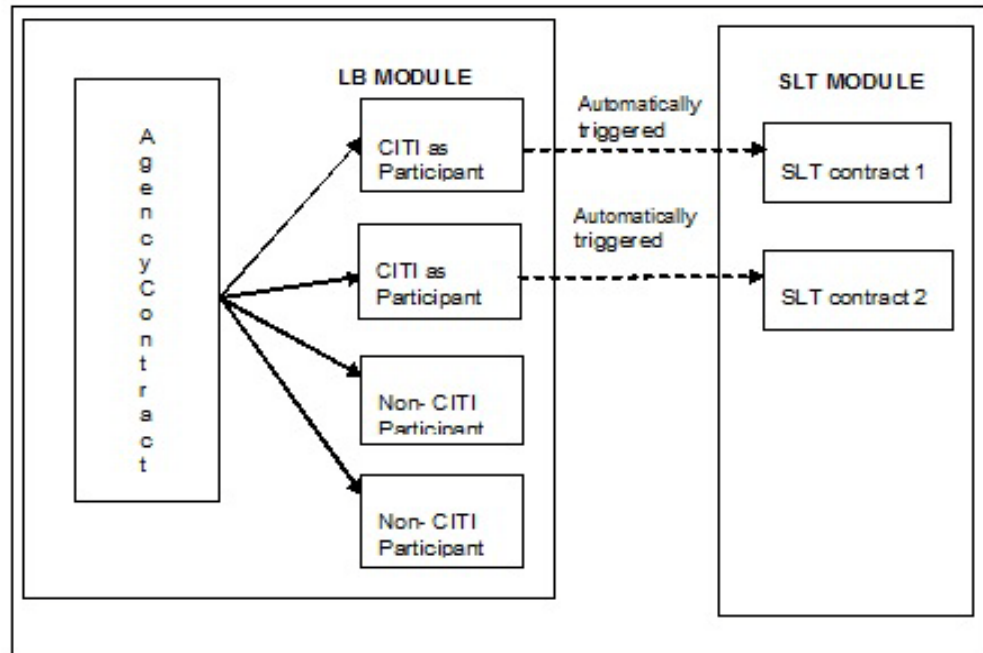 LB MODULE
SLT MODULE
AgencyContract
CITI as
Participant
CITI as
Participant
Non- CITI
Participant
Non- CITI
Participant
Automatically
triggered
Automatically
triggered
SLT contract 1
SLT contract 2